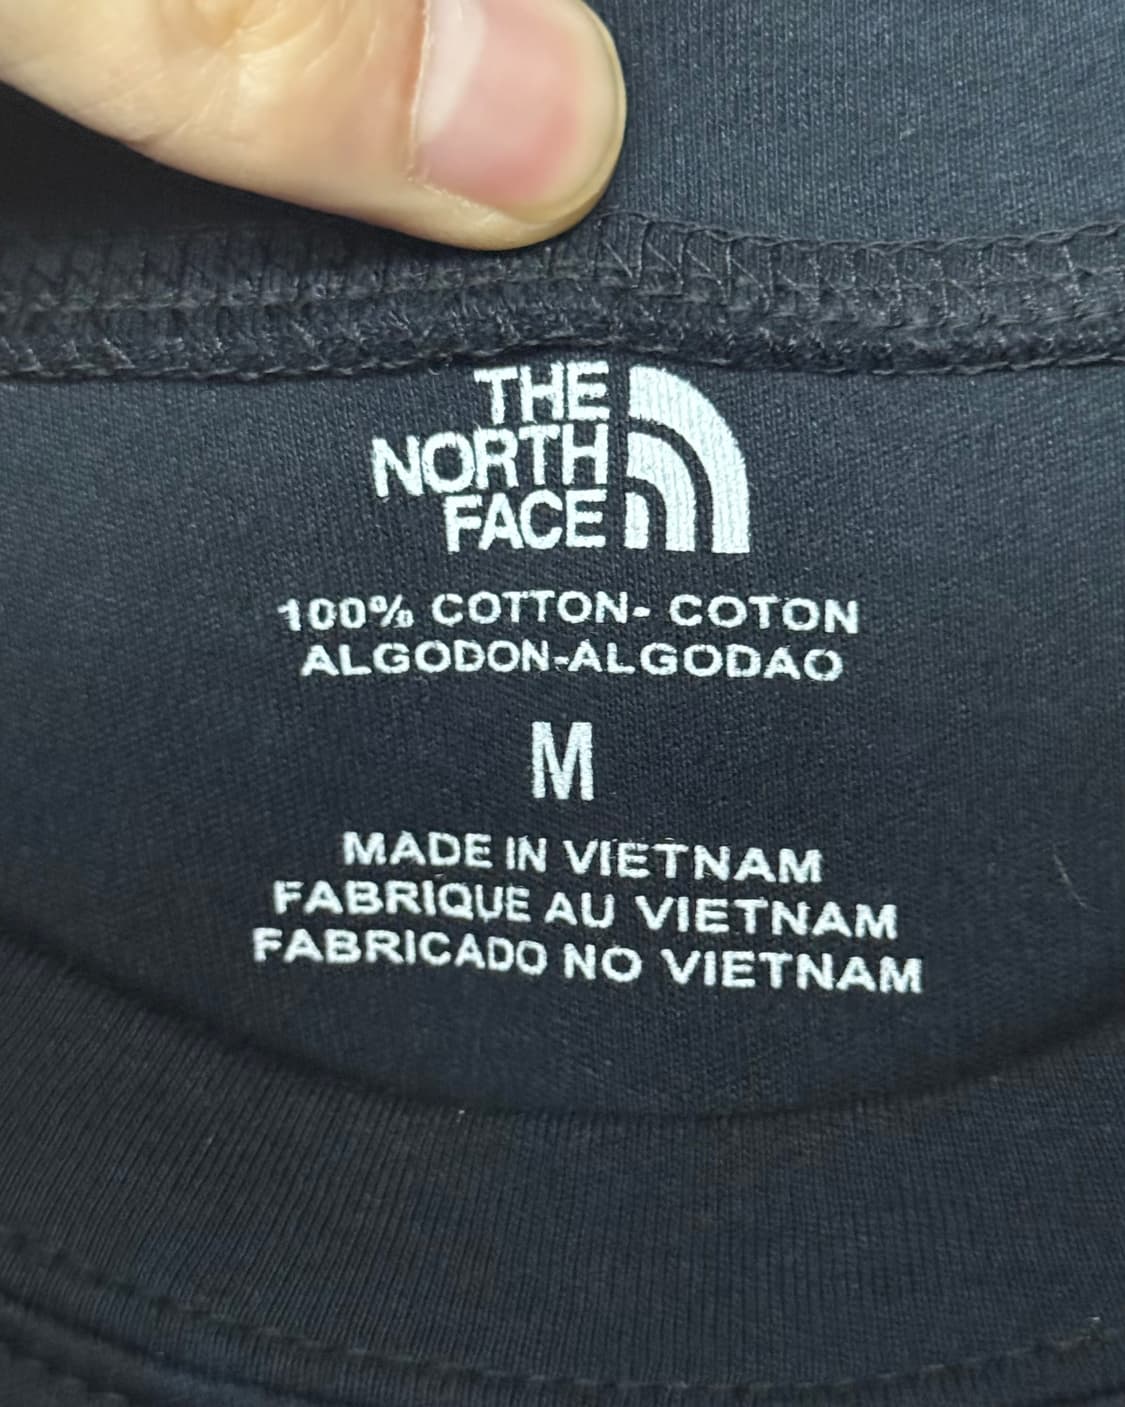 THE
NORTH
FACE
100% COTTON- COTON
ALGODON-ALGODAO
M
MADE IN VIETNAM
FABRIQUE AU VIETNAM
FABRICADO NO VIETNAM